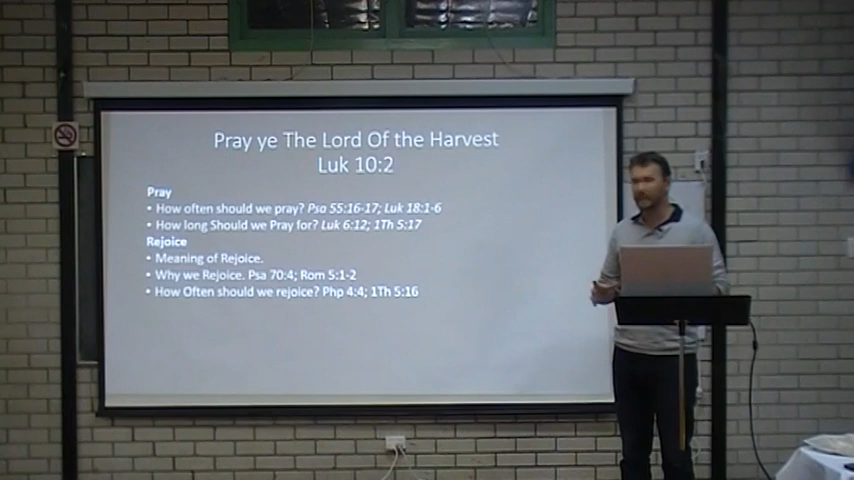 Pray ye The Lord Of the Harvest
Luk 10:2
Pray
• How often should we pray? Psa 55:16-17; Luk 18:1-6
• How long Should we Pray for? Luk 6:12; 1Th 5:17
Rejoice
• Meaning of Rejoice.
• Why we Rejoice. Psa 70:4; Rom 5:1-2
• How Often should we rejoice? Php 4:4; 1Th 5:16